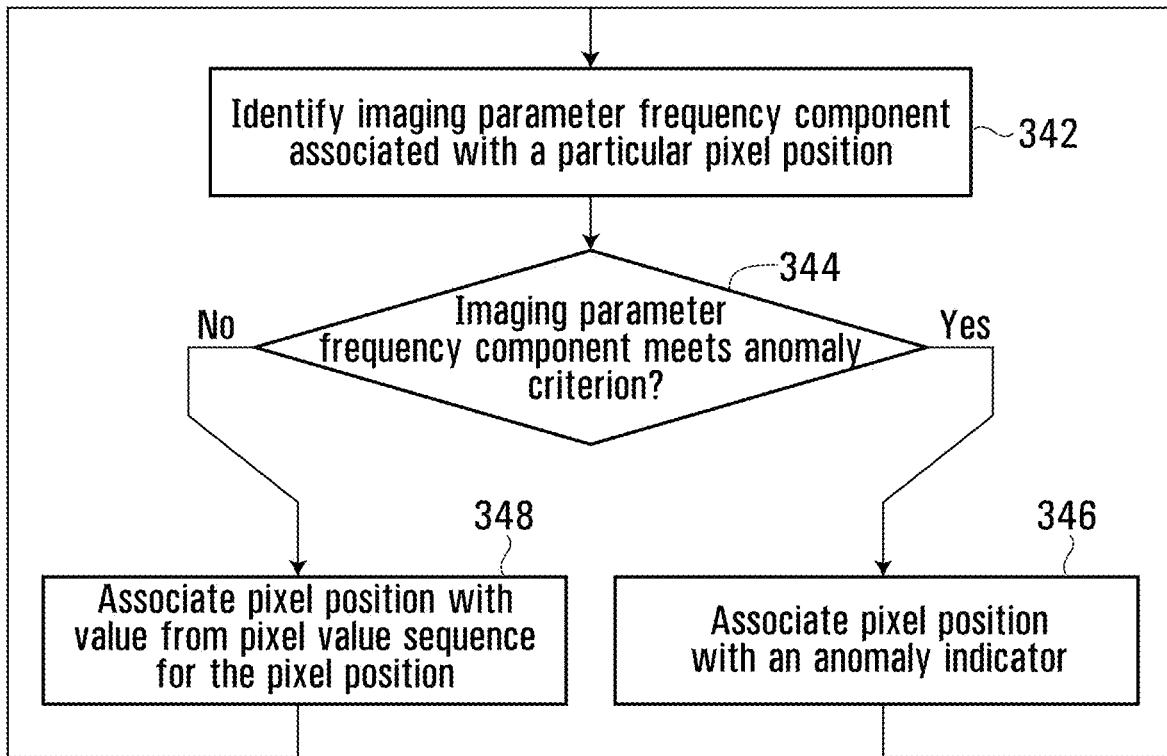 Identify imaging parameter frequency component
associated with a particular pixel position
342
344
Imaging parameter
frequency component meets anomaly
criterion?
No
Yes
348
346
Associate pixel position with
value from pixel value sequence
for the pixel position
Associate pixel position
with an anomaly indicator